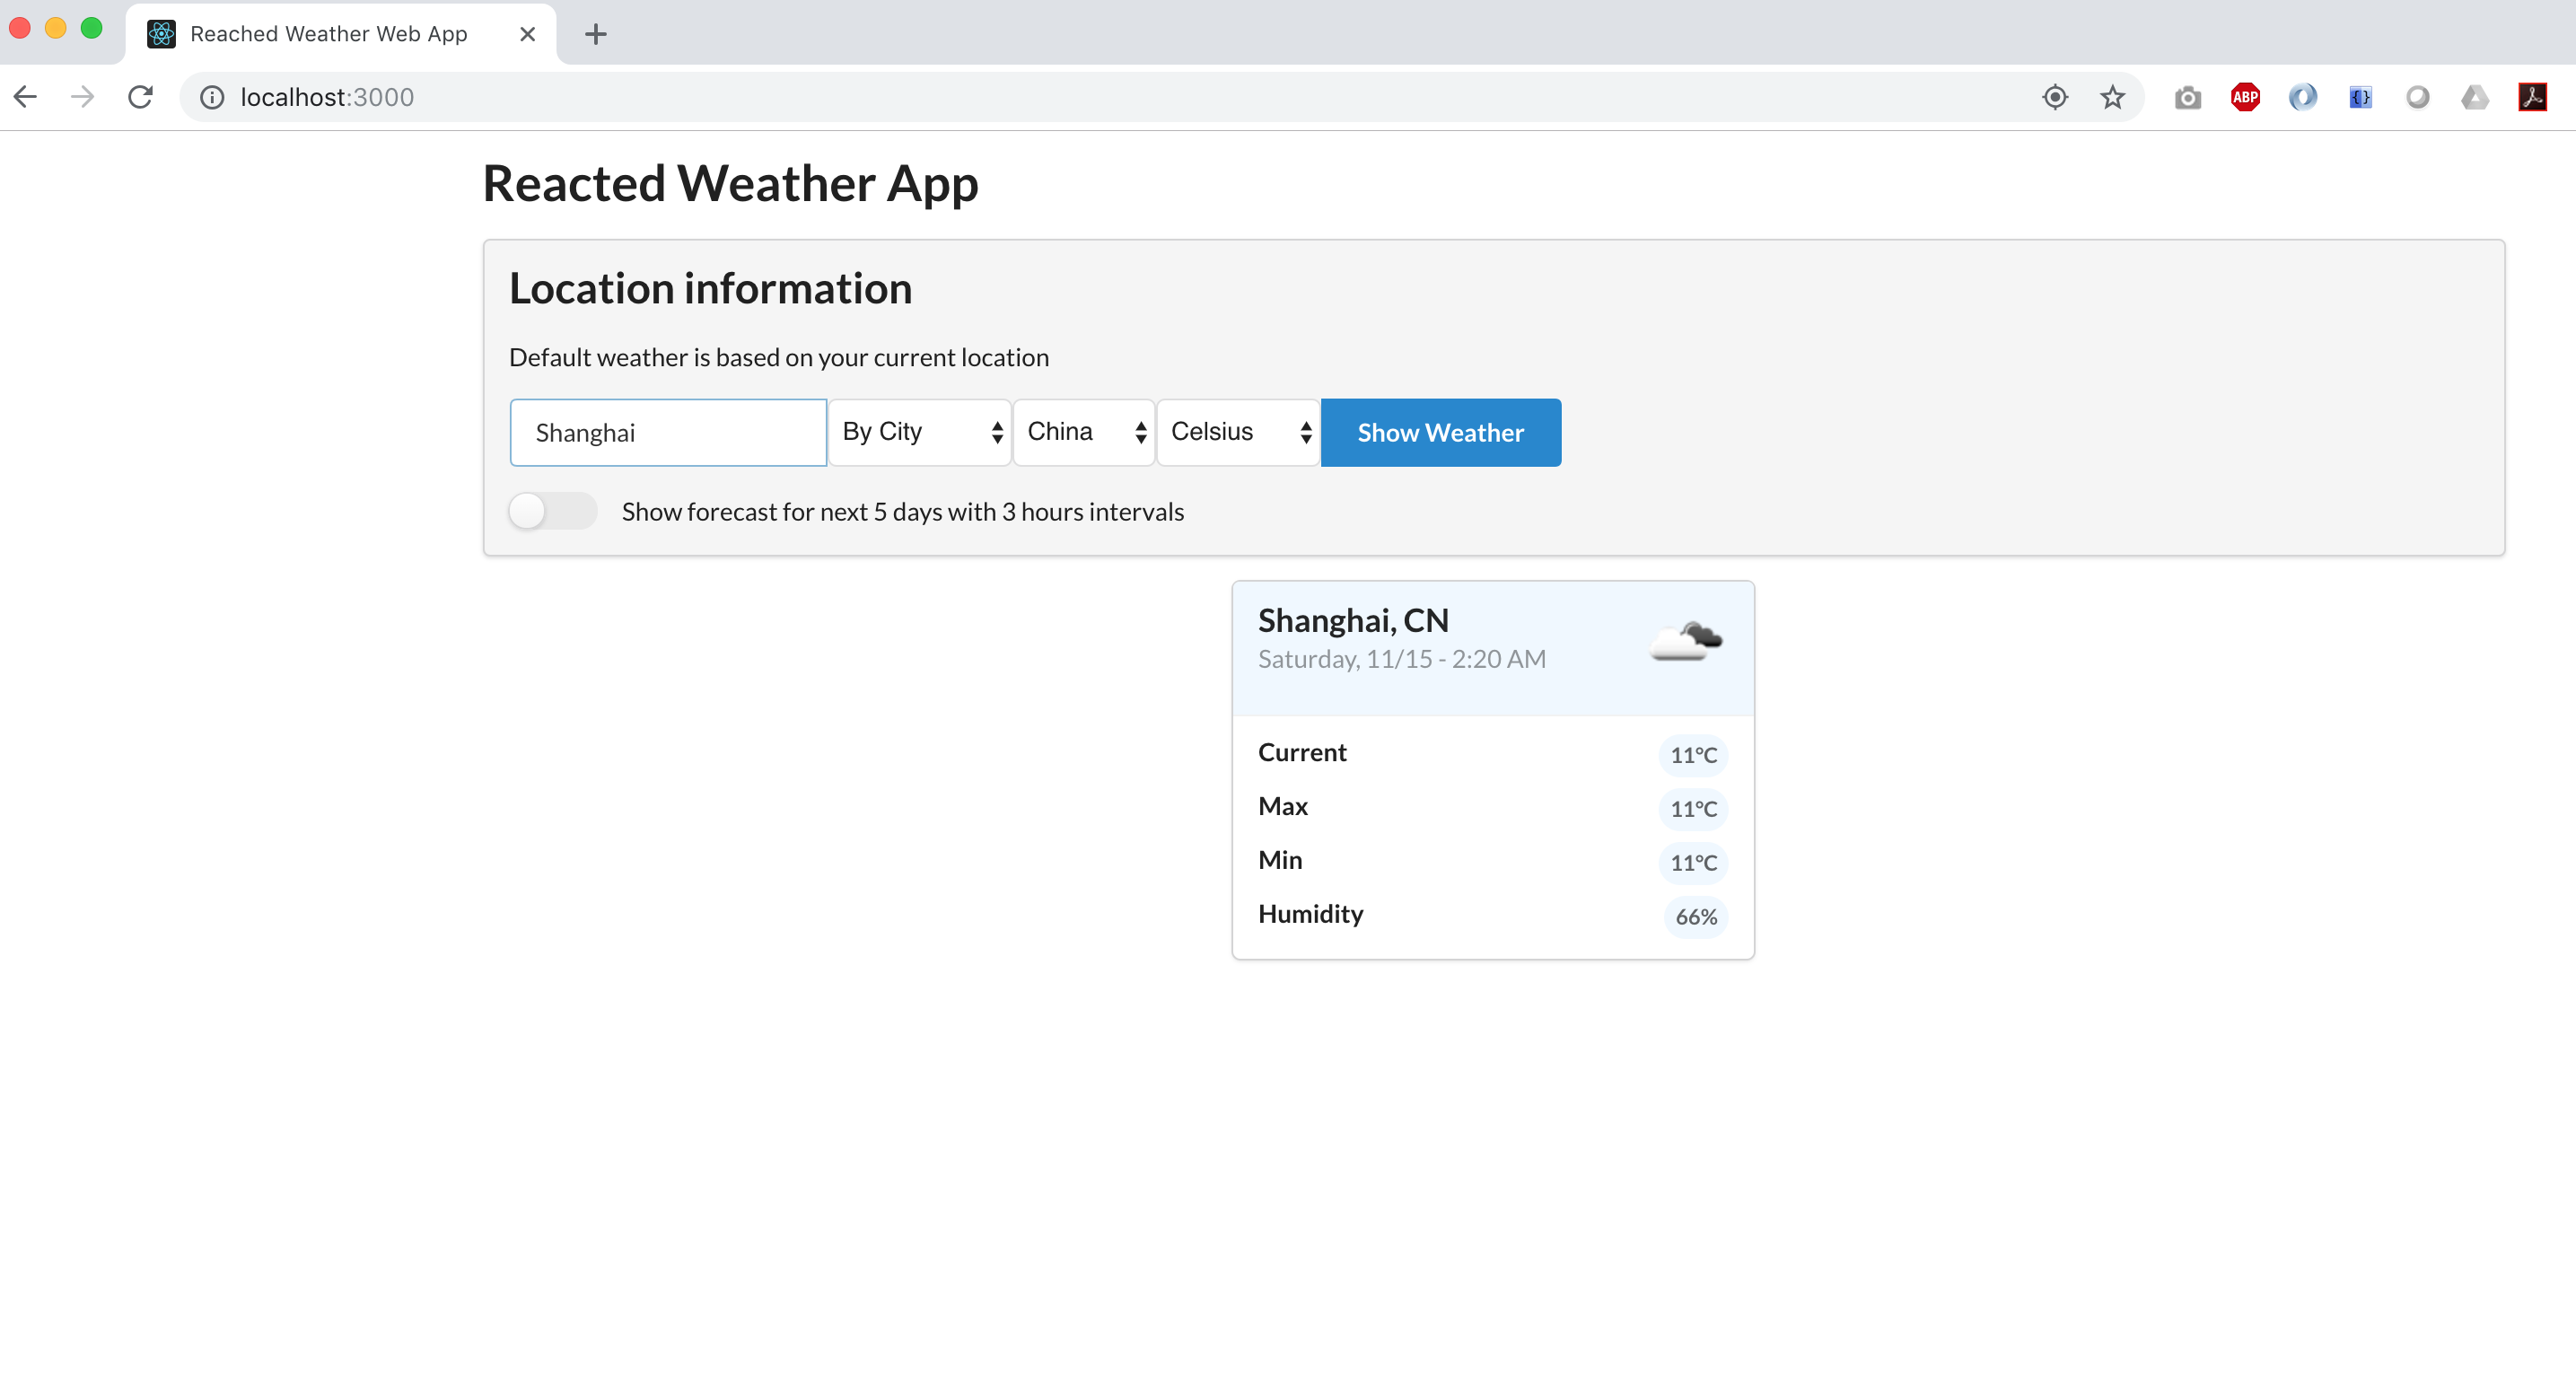 Reached Weather Web App
localhost:3000
ABP
Reacted Weather App
Location information
Default weather is based on your current location
Shanghai By City China Celsius Show Weather
Show forecast for next 5 days with 3 hours intervals
Shanghai, CN
Saturday, 11/15 - 2:20 AM
Current 11°C
Max 11°C
Min 11°C
Humidity 66%